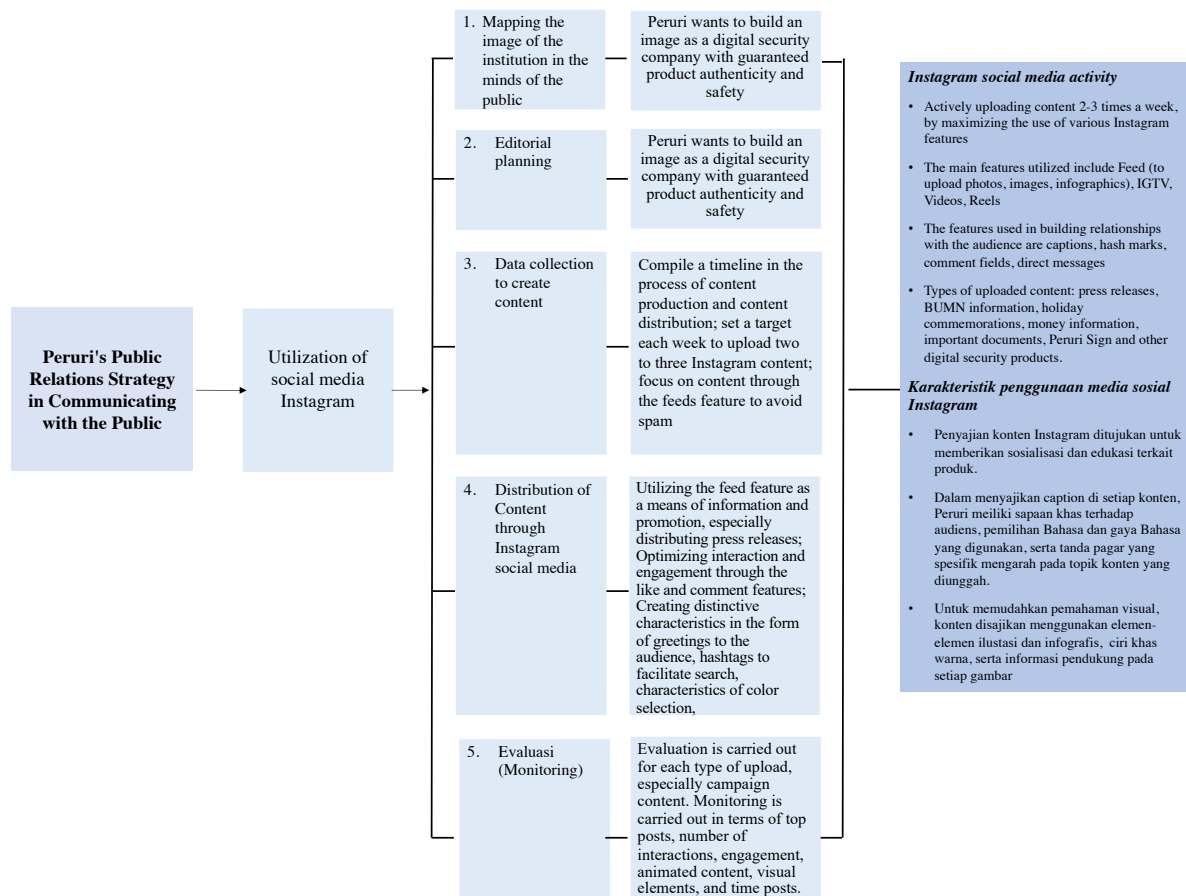 Peruri's Public
Relations Strategy
in Communicating
with the Public
Utilization of
social media
Instagram
1. Mapping the
image of the
institution in the
minds of the
public
Peruri wants to build an
image as a digital security
company with guaranteed
product authenticity and
safety
2. Editorial
planning
Peruri wants to build an
image as a digital security
company with guaranteed
product authenticity and
safety
3. Data collection
to create
content
Compile a timeline in the
process of content
production and content
distribution; set a target
each week to upload two
to three Instagram content;
focus on content through
the feeds feature to avoid
spam
4. Distribution of
Content
through
Instagram
social media
Utilizing the feed feature as
a means of information and
promotion, especially
distributing press releases;
Optimizing interaction and
engagement through the
like and comment features;
Creating distinctive
characteristics in the form
of greetings to the
audience, hashtags to
facilitate search,
characteristics of color
selection,
5. Evaluasi
(Monitoring)
Evaluation is carried out
for each type of upload,
especially campaign
content. Monitoring is
carried out in terms of top
posts, number of
interactions, engagement,
animated content, visual
elements, and time posts.
Instagram social media activity
• Actively uploading content 2-3 times a week,
by maximizing the use of various Instagram
features
• The main features utilized include Feed (to
upload photos, images, infographics), IGTV,
Videos, Reels
• The features used in building relationships
with the audience are captions, hash marks,
comment fields, direct messages
• Types of uploaded content: press releases,
BUMN information, holiday
commemorations, money information,
important documents, Peruri Sign and other
digital security products.
Karakteristik penggunaan media sosial
Instagram
• Penyajian konten Instagram ditujukan untuk
memberikan sosialisasi dan edukasi terkait
produk.
• Dalam menyajikan caption di setiap konten,
Peruri meiliki sapaan khas terhadap
audiens, pemilihan Bahasa dan gaya Bahasa
yang digunakan, serta tanda pagar yang
spesifik mengarah pada topik konten yang
diunggah.
• Untuk memudahkan pemahaman visual,
konten disajikan menggunakan elemen-
elemen ilustasi dan infografis, ciri khas
warna, serta informasi pendukung pada
setiap gambar